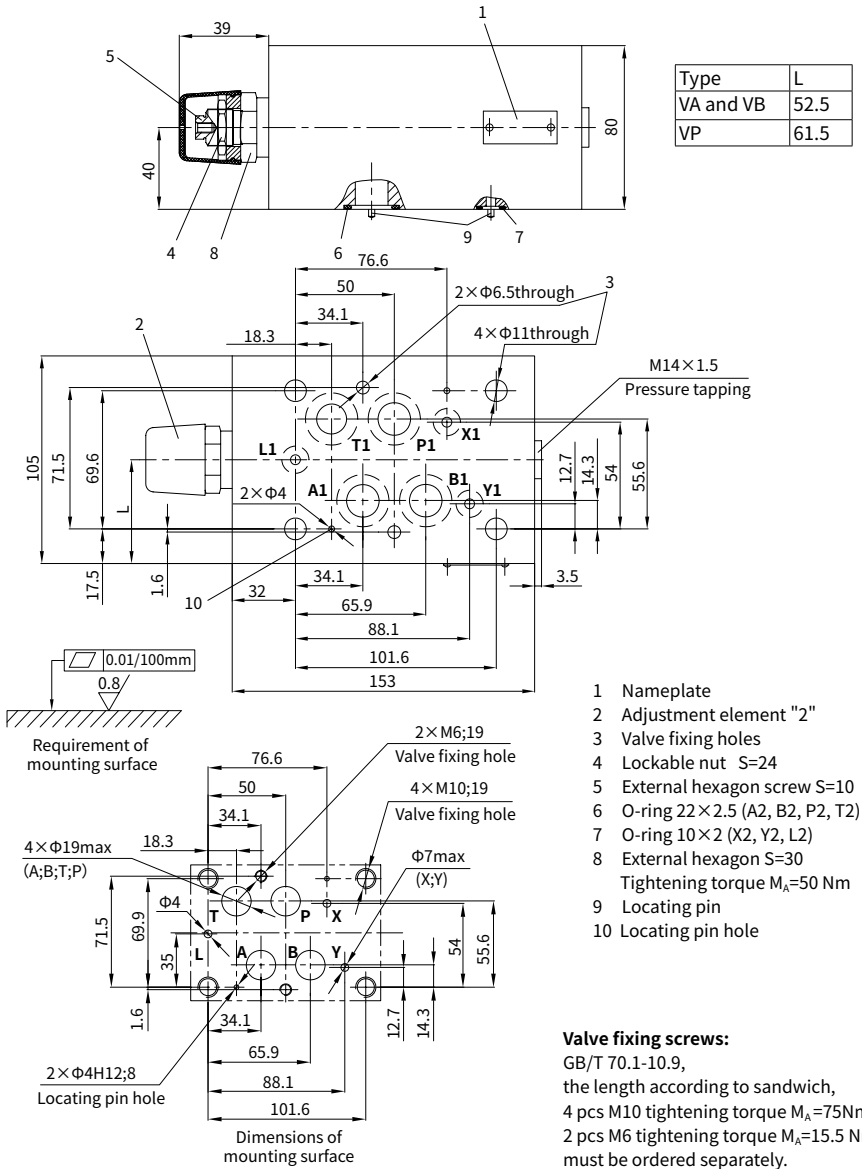 39
1
5
Type L
VA and VB 52.5
VP 61.5
80
40
4
8
6
9
7
76.6
50
2×Φ6.5through
3
34.1
4×Φ11through
18.3
2
M14×1.5
Pressure tapping
105
71.5
69.6
L
17.5
1.6
L1
T1
P1
X1
A1
B1
Y1
2×Φ4
12.7
14.3
54
55.6
10
32
34.1
3.5
65.9
88.1
101.6
153
0.01/100mm
0.8
Requirement of
mounting surface
1 Nameplate
2 Adjustment element "2"
3 Valve fixing holes
4 Lockable nut S=24
5 External hexagon screw S=10
6 O-ring 22×2.5 (A2, B2, P2, T2)
7 O-ring 10×2 (X2, Y2, L2)
8 External hexagon S=30
Tightening torque MA=50 Nm
9 Locating pin
10 Locating pin hole
2×M6;19
Valve fixing hole
76.6
50
4×M10;19
Valve fixing hole
34.1
18.3
4×Φ19max
(A;B;T;P)
Φ7max
(X;Y)
Φ4
T
P
X
L
A
B
Y
71.5
69.9
35
1.6
54
55.6
12.7
14.3
34.1
65.9
88.1
101.6
2×Φ4H12;8
Locating pin hole
Dimensions of
mounting surface
Valve fixing screws:
GB/T 70.1-10.9,
the length according to sandwich,
4 pcs M10 tightening torque MA=75Nm
2 pcs M6 tightening torque MA=15.5 N
must be ordered separately.